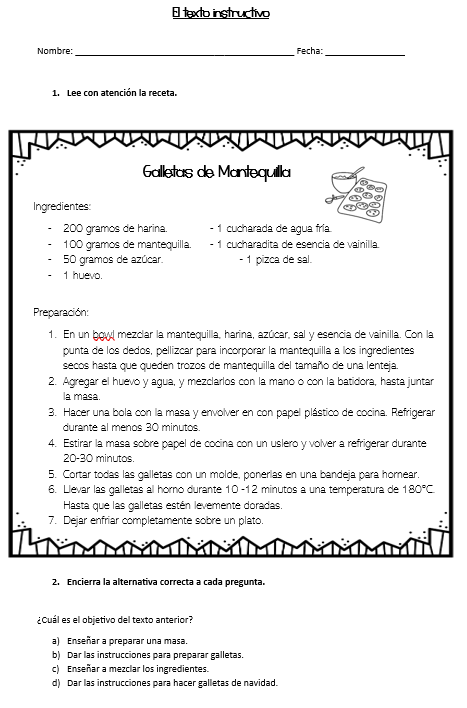 El texto instructivo
Nombre: ______________________ Fecha: ______________
1. Lee con atención la receta.
Galletas de Mantequilla
Ingredientes:
- 200 gramos de harina. - 1 cucharada de agua fría.
- 100 gramos de mantequilla. - 1 cucharadita de esencia de vainilla.
- 50 gramos de azúcar. - 1 pizca de sal.
- 1 huevo.
Preparación:
1. En un bowl mezclar la mantequilla, harina, azúcar, sal y esencia de vainilla. Con la
punta de los dedos, pellizcar para incorporar la mantequilla a los ingredientes
secos hasta que queden trozos de mantequilla del tamaño de una lenteja.
2. Agregar el huevo y agua, y mezclarlos con la mano o con la batidora, hasta juntar
la masa.
3. Hacer una bola con la masa y envolver en con papel plástico de cocina. Refrigerar
durante al menos 30 minutos.
4. Estirar la masa sobre papel de cocina con un uslero y volver a refrigerar durante
20-30 minutos.
5. Cortar todas las galletas con un molde, ponerlas en una bandeja para hornear.
6. Llevar las galletas al horno durante 10 -12 minutos a una temperatura de 180°C.
Hasta que las galletas estén levemente doradas.
7. Dejar enfriar completamente sobre un plato.
2. Encierra la alternativa correcta a cada pregunta.
¿Cuál es el objetivo del texto anterior?
a) Enseñar a preparar una masa.
b) Dar las instrucciones para preparar galletas.
c) Enseñar a mezclar los ingredientes.
d) Dar las instrucciones para hacer galletas de navidad.